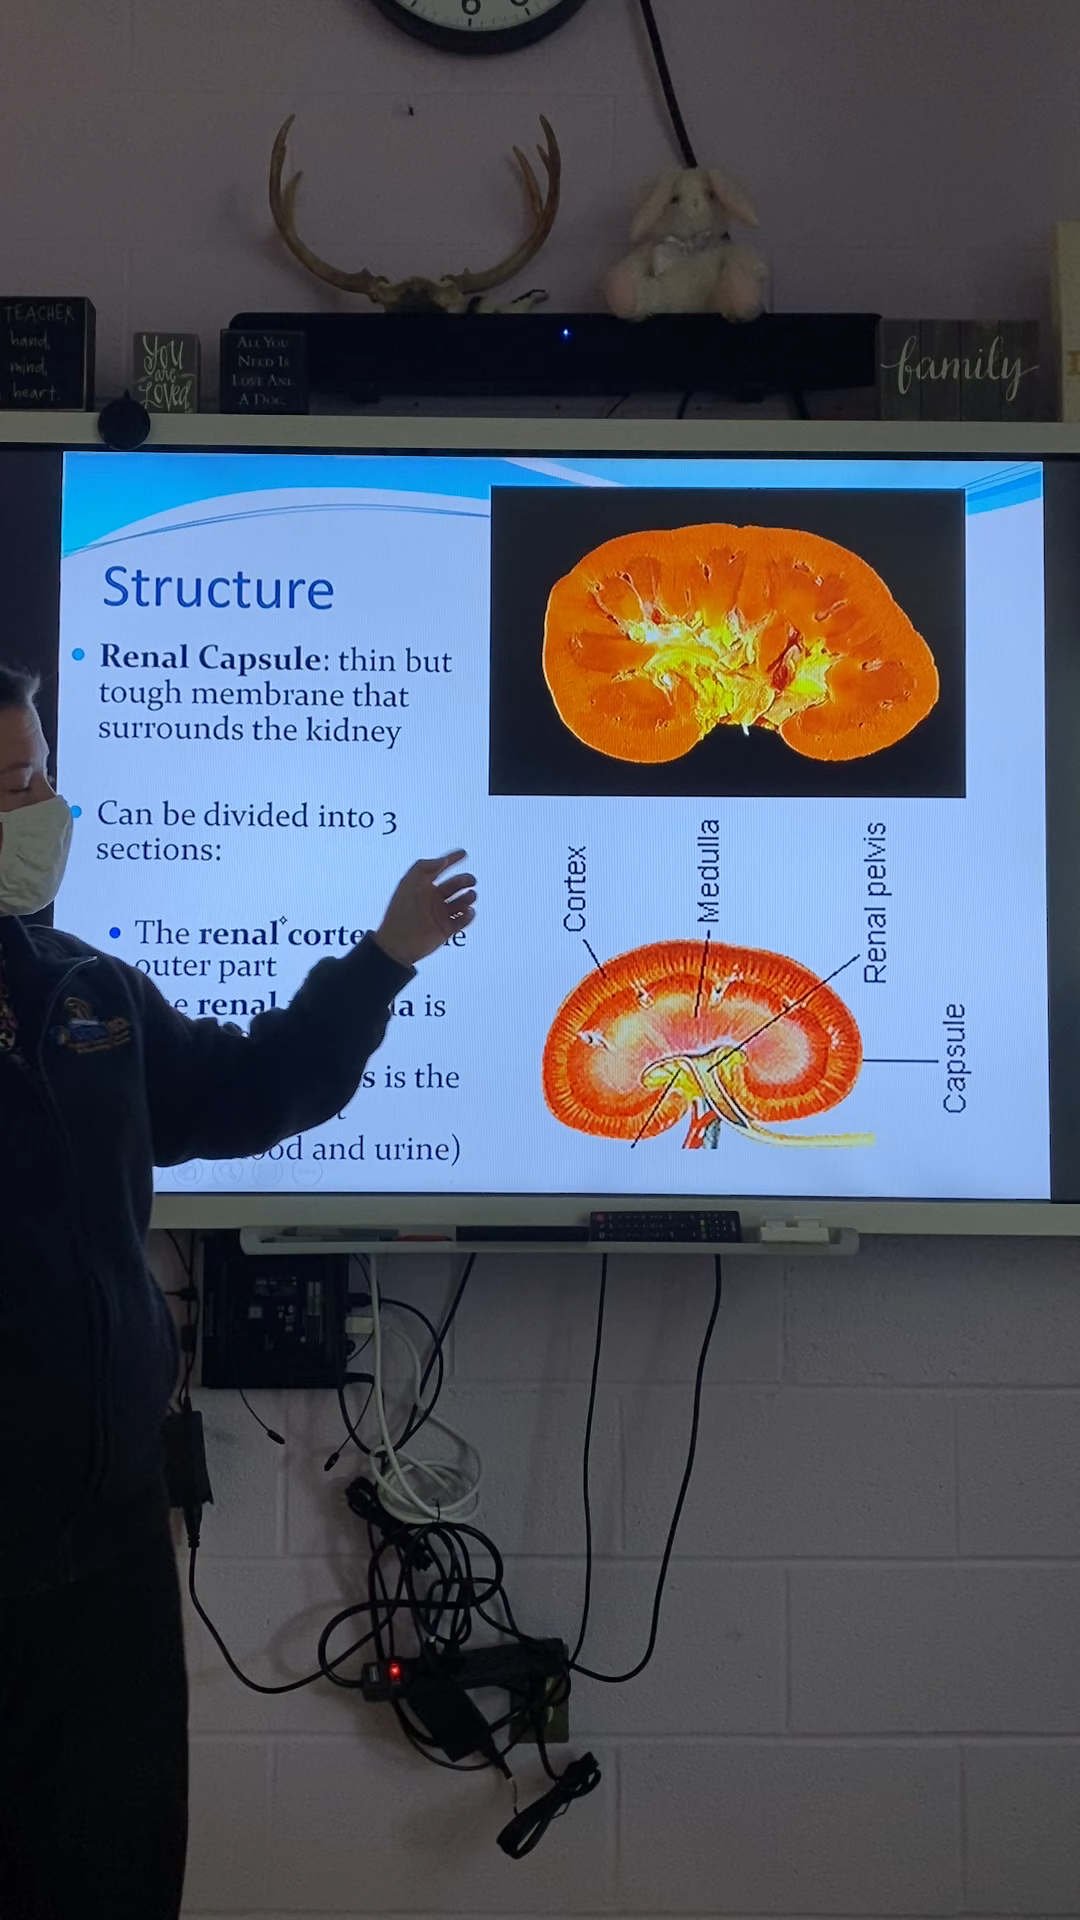 6
TEACHER
hand,
mind,
heart.
You
are
Loved
ALL YOU
NEED IS
LOVE AND
A DOG.
family
Structure
Renal Capsule: thin but
tough membrane that
surrounds the kidney
Can be divided into 3
sections:
The renal
outer part
renal is
is the
and urine)
Cortex
Medulla
Renal pelvis
Capsule